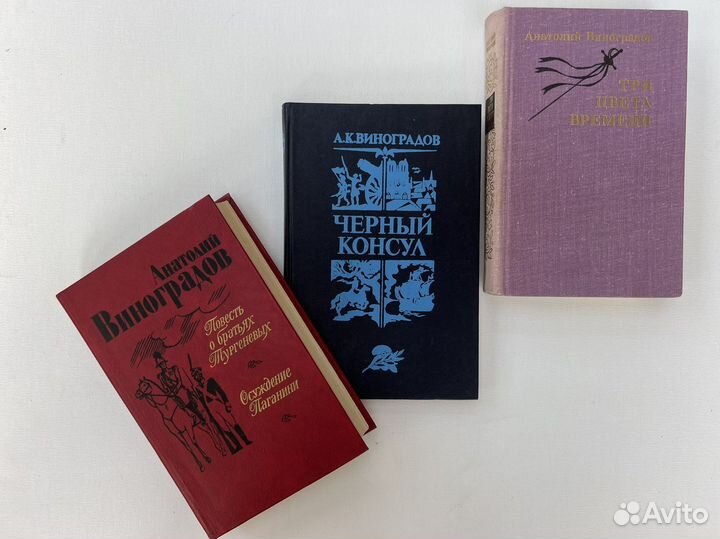 Анатолий
Виноградов
Повесть
о братьях
Тургеневых
Осуждение
Паганини
А.К.ВИНОГРАДОВ
ЧЕРНЫЙ
КОНСУЛ
Анатолий Виноградов
ТРИ
ЦВЕТА
ВРЕМЕНИ
Avito